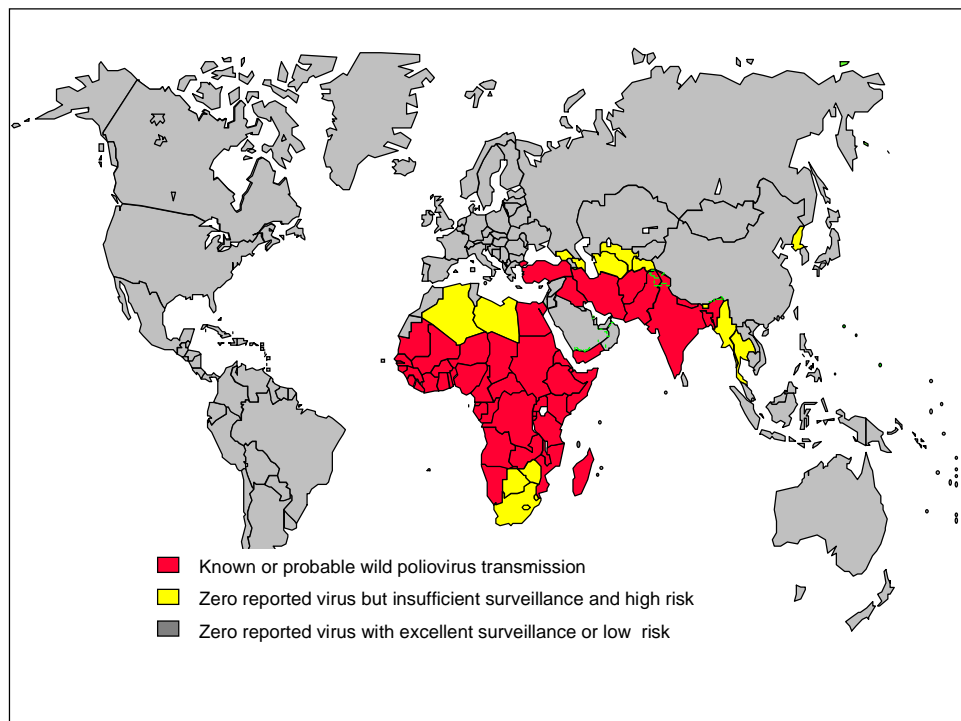 Known or probable wild poliovirus transmission
Zero reported virus but insufficient surveillance and high risk
Zero reported virus with excellent surveillance or low risk